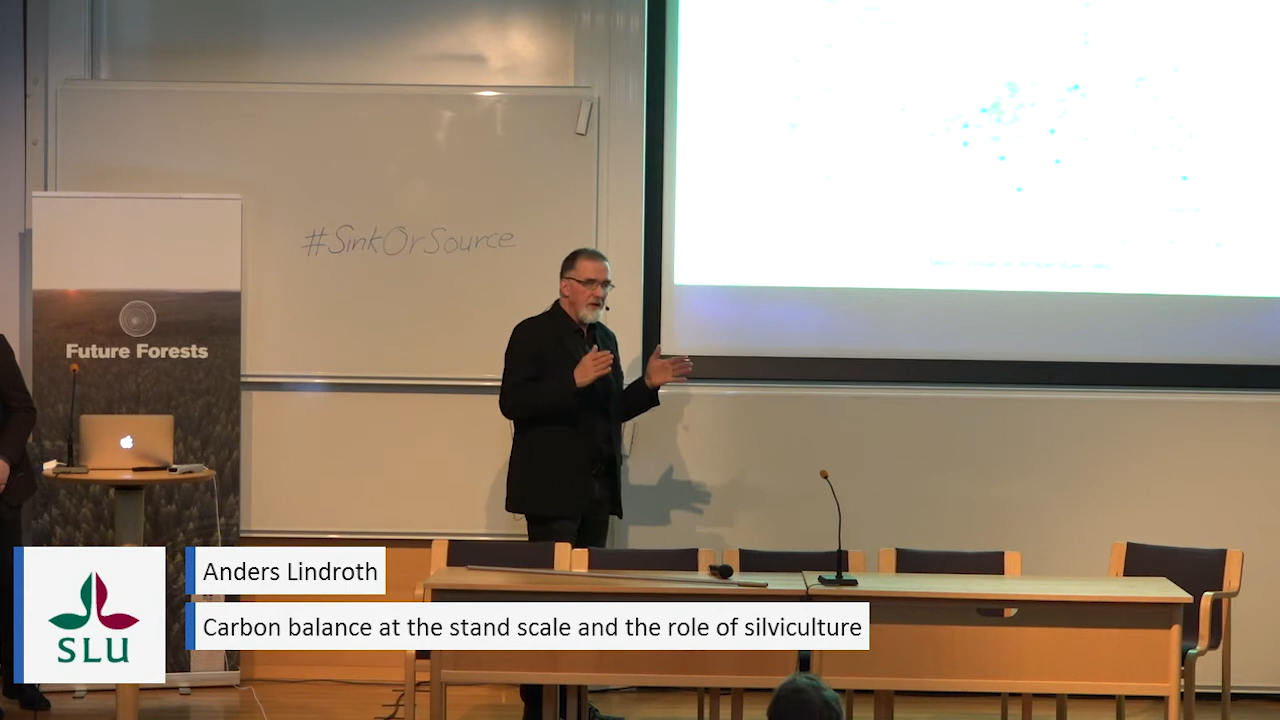 #SinkOrSource
Future Forests
SLU
Anders Lindroth
Carbon balance at the stand scale and the role of silviculture